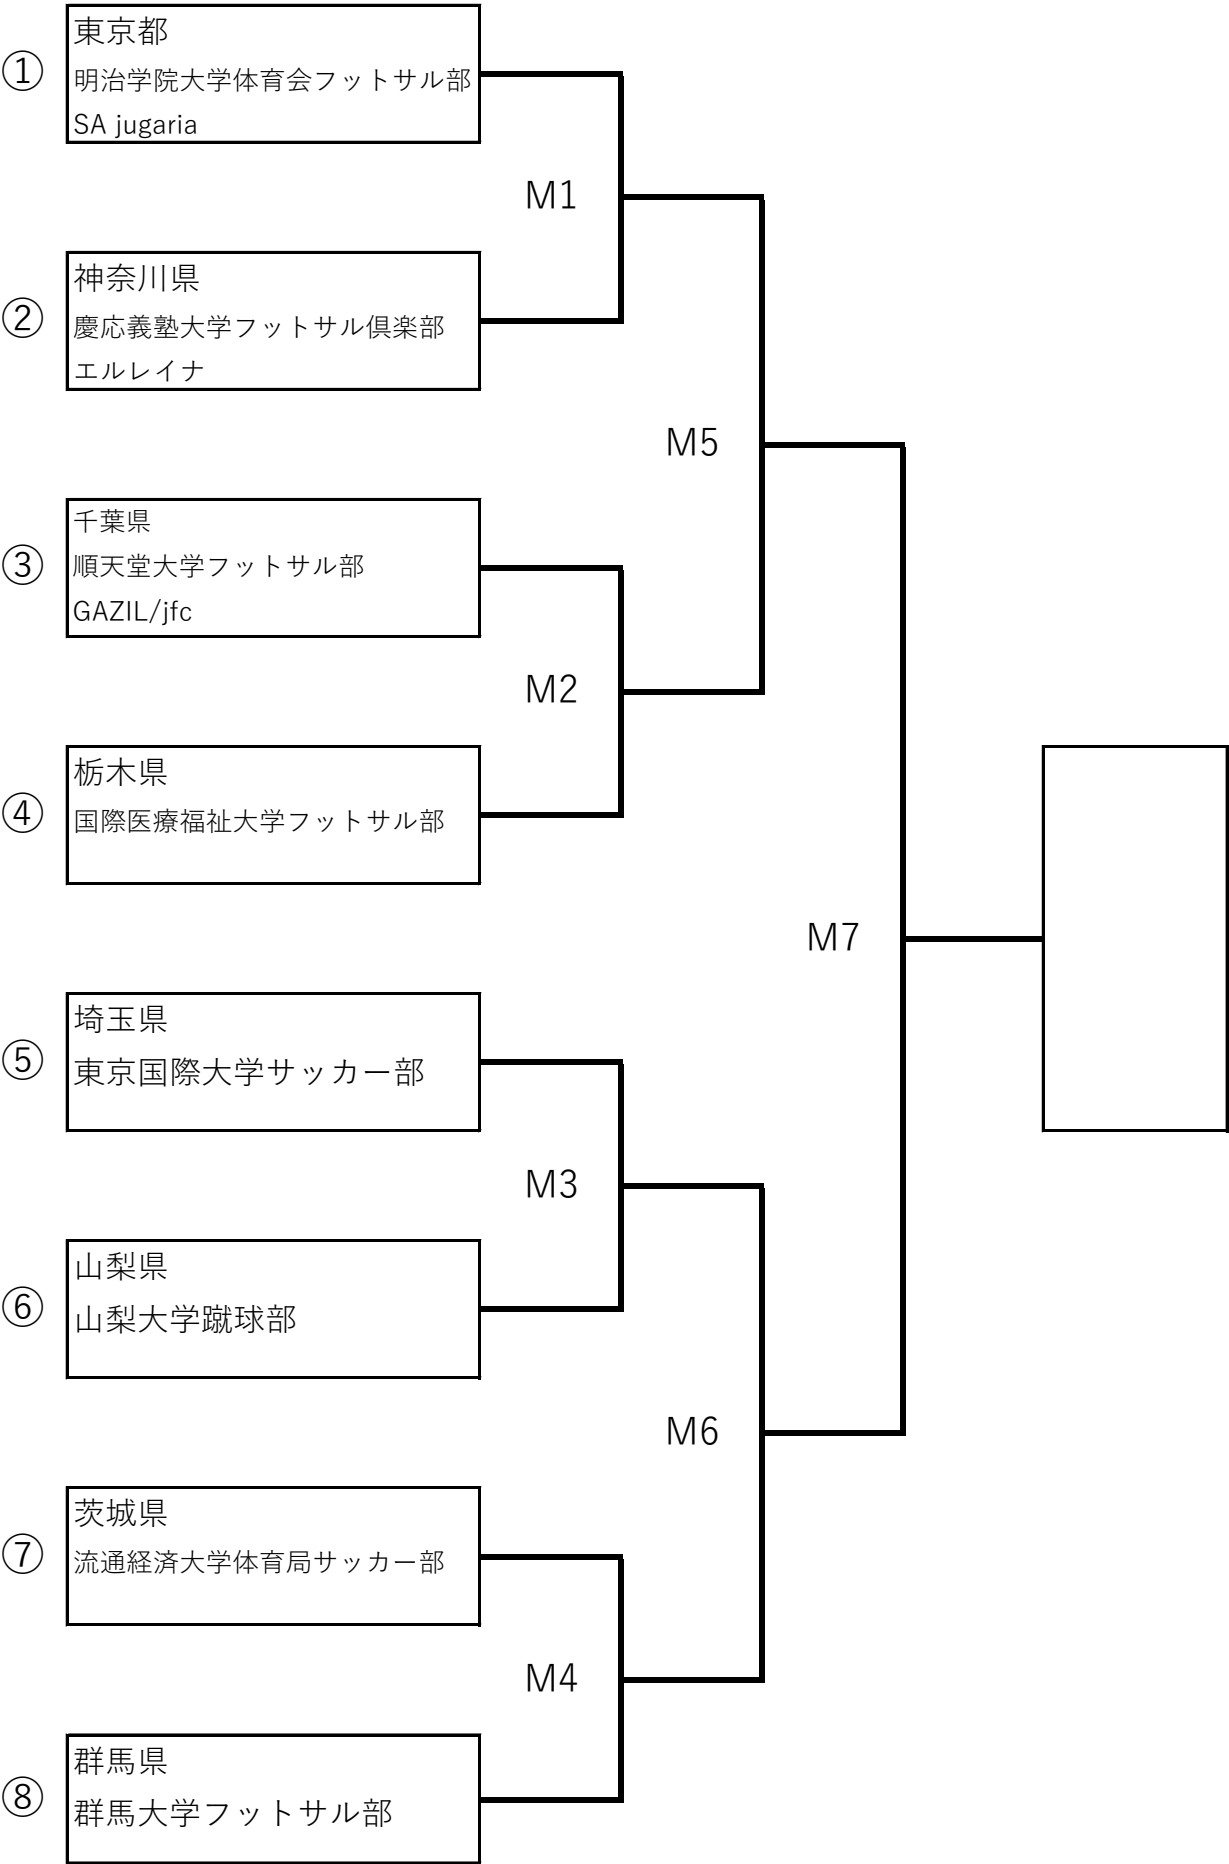 ①
東京都
明治学院大学体育会フットサル部
SA jugaria
M1
②
神奈川県
慶応義塾大学フットサル倶楽部
エルレイナ
M5
③
千葉県
順天堂大学フットサル部
GAZIL/jfc
M2
④
栃木県
国際医療福祉大学フットサル部
M7
⑤
埼玉県
東京国際大学サッカー部
M3
⑥
山梨県
山梨大学蹴球部
M6
⑦
茨城県
流通経済大学体育局サッカー部
M4
⑧
群馬県
群馬大学フットサル部